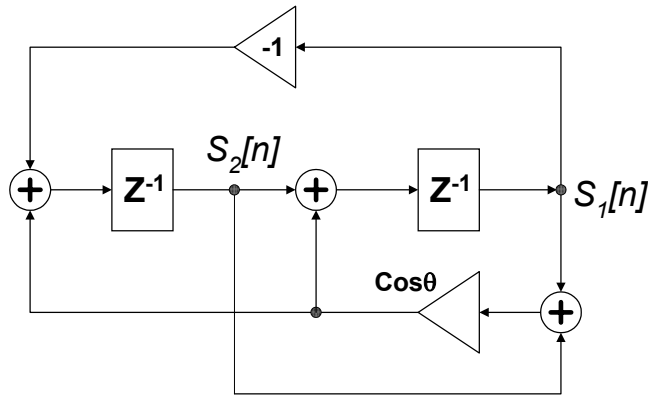 -1
S₂[n]
+
Z⁻¹
+
Z⁻¹
S₁[n]
Cosθ
+